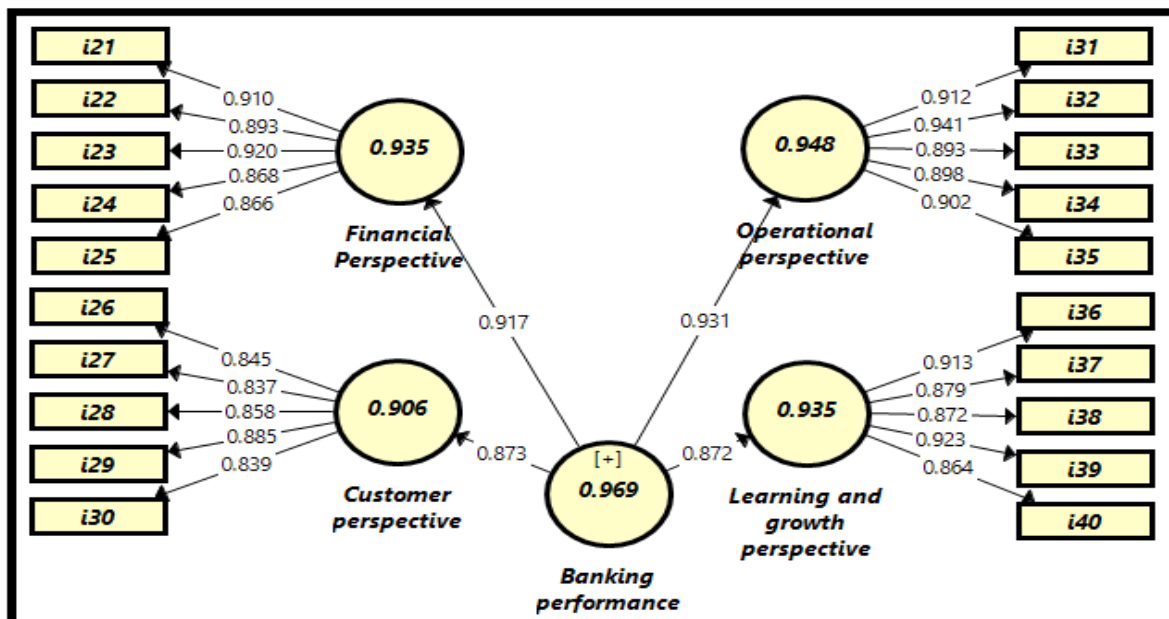 i21
i22
i23
i24
i25
i26
i27
i28
i29
i30
0.910
0.893
0.920
0.868
0.866
0.935
Financial
Perspective
0.845
0.837
0.858
0.885
0.839
0.906
Customer
perspective
0.917
0.931
0.873
0.872
[+]
0.969
Banking
performance
0.948
Operational
perspective
0.912
0.941
0.893
0.898
0.902
0.935
Learning and
growth
perspective
0.913
0.879
0.872
0.923
0.864
i31
i32
i33
i34
i35
i36
i37
i38
i39
i40